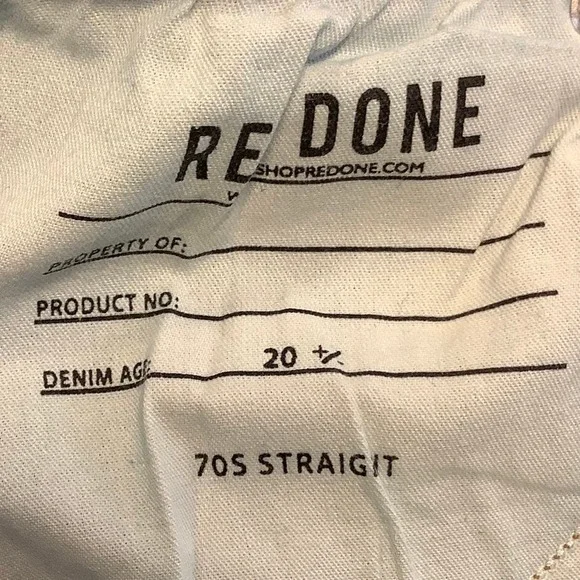 RE DONE
SHOPREDONE.COM
PROPERTY OF:
PRODUCT NO:
DENIM AGE: 20 +/-
70S STRAIGIT